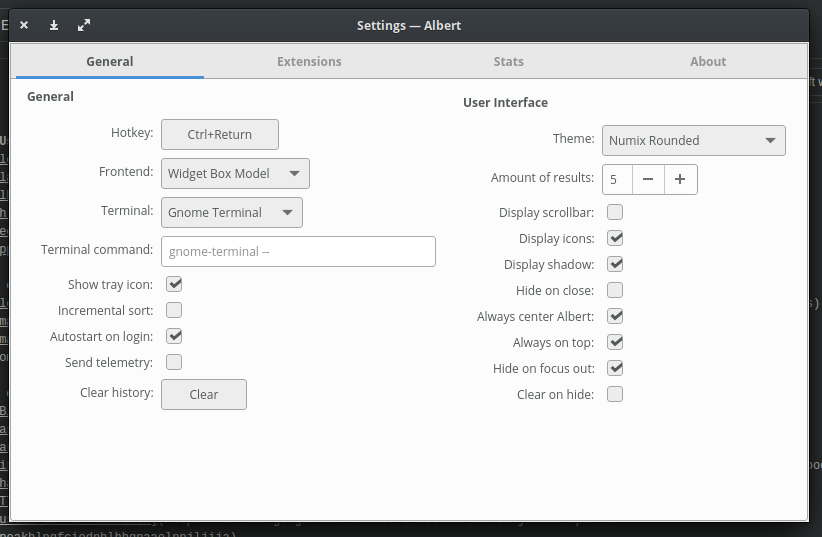 Settings — Albert
General
Extensions
Stats
About
General
Hotkey: Ctrl+Return
Frontend: Widget Box Model
Terminal: Gnome Terminal
Terminal command: gnome-terminal --
Show tray icon:
Incremental sort:
Autostart on login:
Send telemetry:
Clear history: Clear
User Interface
Theme: Numix Rounded
Amount of results: 5 − +
Display scrollbar:
Display icons:
Display shadow:
Hide on close:
Always center Albert:
Always on top:
Hide on focus out:
Clear on hide: